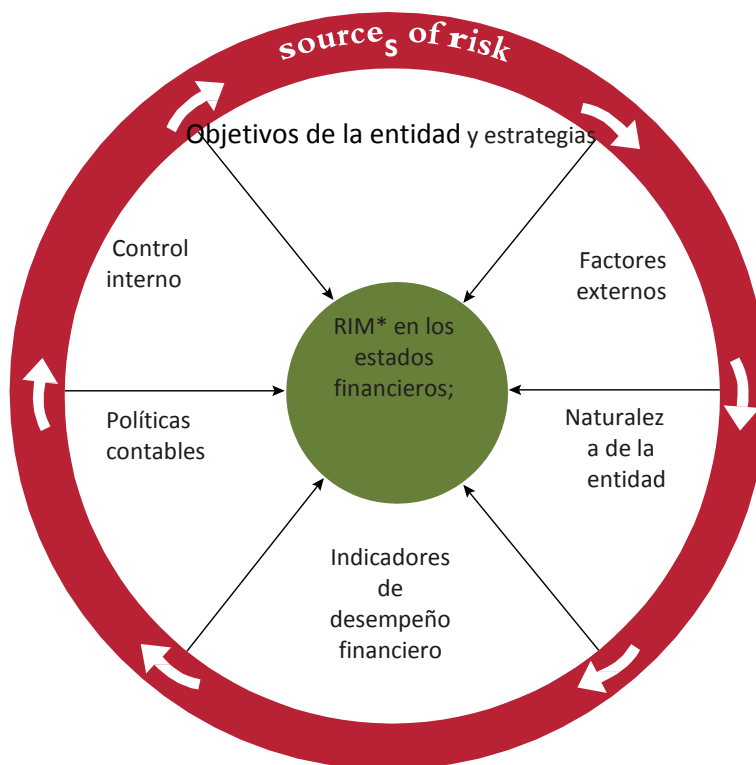 sources of risk
Objetivos de la entidad y estrategias
Control
interno
Factores
externos
RIM* en los
estados
financieros;
Políticas
contables
Naturalez
a de la
entidad
Indicadores
de
desempeño
financiero